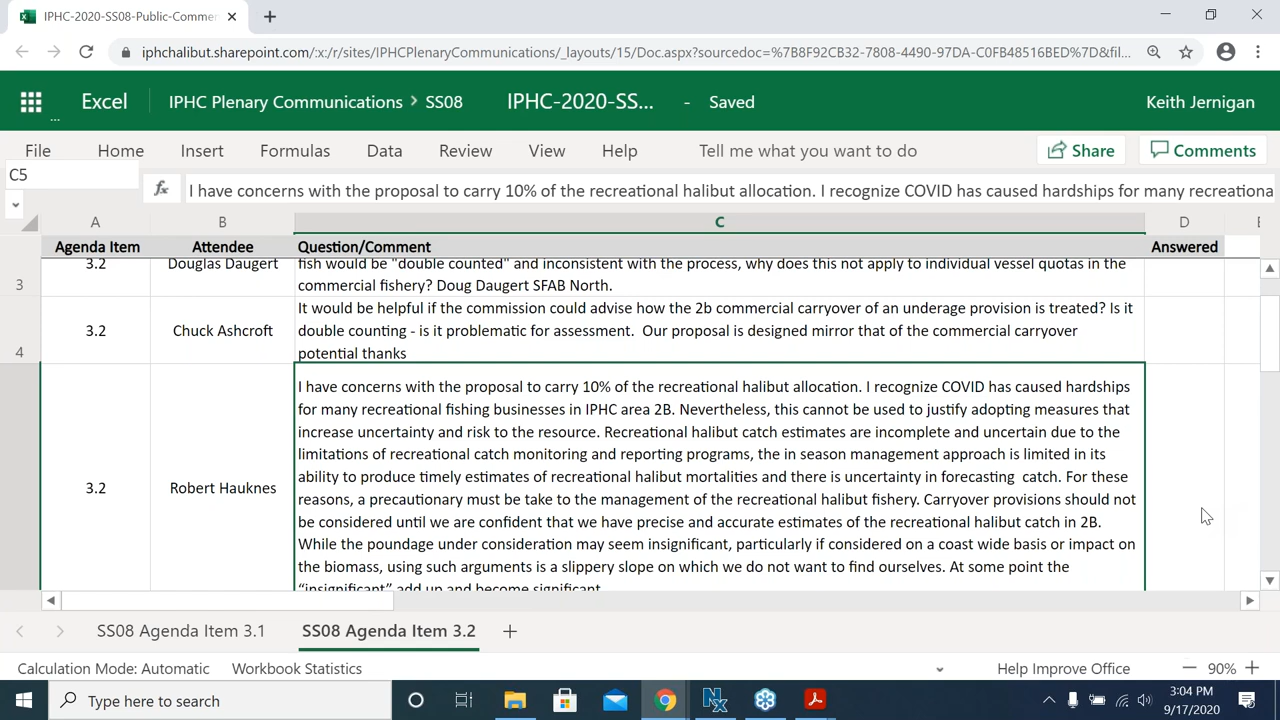 IPHC-2020-SS08-Public-Commen
iphchalibut.sharepoint.com/:x:/r/sites/IPHCPlenaryCommunications/_layouts/15/Doc.aspx?sourcedoc=%7B8F92CB32-7808-4490-97DA-C0FB48516BED%7D&fil...
Excel IPHC Plenary Communications > SS08 IPHC-2020-SS... - Saved Keith Jernigan
...
File Home Insert Formulas Data Review View Help Tell me what you want to do Share Comments
C5 fx I have concerns with the proposal to carry 10% of the recreational halibut allocation. I recognize COVID has caused hardships for many recreationa
A B C D E
Agenda Item Attendee Question/Comment Answered
3 3.2 Douglas Daugert fish would be "double counted" and inconsistent with the process, why does this not apply to individual vessel quotas in the
commercial fishery? Doug Daugert SFAB North.
4 3.2 Chuck Ashcroft It would be helpful if the commission could advise how the 2b commercial carryover of an underage provision is treated? Is it
double counting - is it problematic for assessment. Our proposal is designed mirror that of the commercial carryover
potential thanks
3.2 Robert Hauknes I have concerns with the proposal to carry 10% of the recreational halibut allocation. I recognize COVID has caused hardships
for many recreational fishing businesses in IPHC area 2B. Nevertheless, this cannot be used to justify adopting measures that
increase uncertainty and risk to the resource. Recreational halibut catch estimates are incomplete and uncertain due to the
limitations of recreational catch monitoring and reporting programs, the in season management approach is limited in its
ability to produce timely estimates of recreational halibut mortalities and there is uncertainty in forecasting catch. For these
reasons, a precautionary must be take to the management of the recreational halibut fishery. Carryover provisions should not
be considered until we are confident that we have precise and accurate estimates of the recreational halibut catch in 2B.
While the poundage under consideration may seem insignificant, particularly if considered on a coast wide basis or impact on
the biomass, using such arguments is a slippery slope on which we do not want to find ourselves. At some point the
“insignificant” add up and become significant.
SS08 Agenda Item 3.1 SS08 Agenda Item 3.2
Calculation Mode: Automatic Workbook Statistics Help Improve Office 90%
Type here to search
3:04 PM
9/17/2020